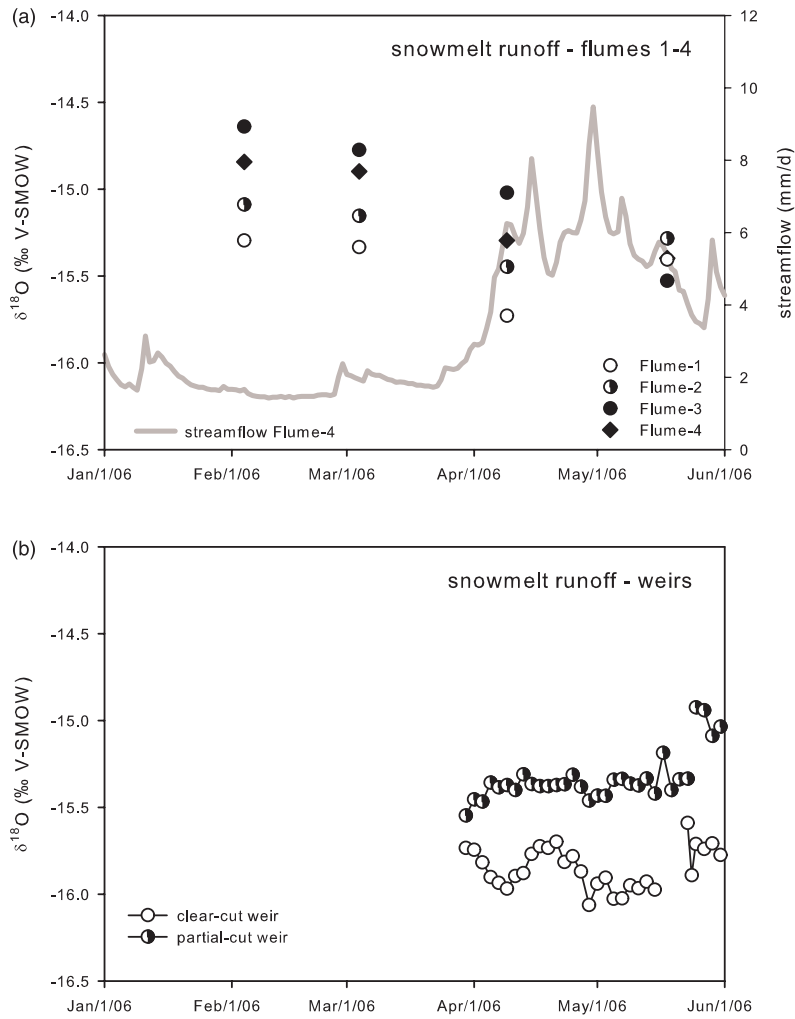 (a)
-14.0
-14.5
-15.0
-15.5
-16.0
-16.5
δ18O (‰ V-SMOW)
snowmelt runoff - flumes 1-4
12
10
8
6
4
2
0
streamflow (mm/d)
Flume-1
Flume-2
Flume-3
Flume-4
streamflow Flume-4
Jan/1/06 Feb/1/06 Mar/1/06 Apr/1/06 May/1/06 Jun/1/06
(b)
-14.0
-14.5
-15.0
-15.5
-16.0
-16.5
δ18O (‰ V-SMOW)
snowmelt runoff - weirs
clear-cut weir
partial-cut weir
Jan/1/06 Feb/1/06 Mar/1/06 Apr/1/06 May/1/06 Jun/1/06